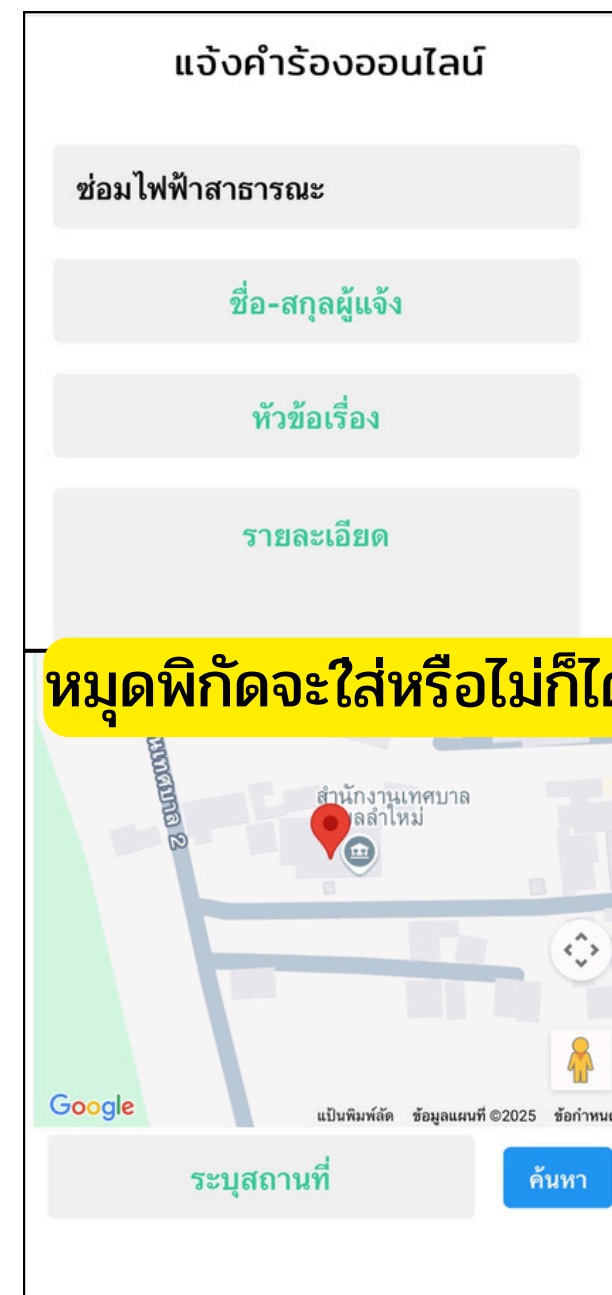 แจ้งคำร้องออนไลน์
ซ่อมไฟฟ้าสาธารณะ
ชื่อ-สกุลผู้แจ้ง
หัวข้อเรื่อง
รายละเอียด
หมุดพิกัดจะใส่หรือไม่ก็
สำนักงานเทศบาล
ลำใหม่
2
Google
แป้นพิมพ์ลัด ข้อมูลแผนที่ ©2025
ระบุสถานที่
ค้นหา